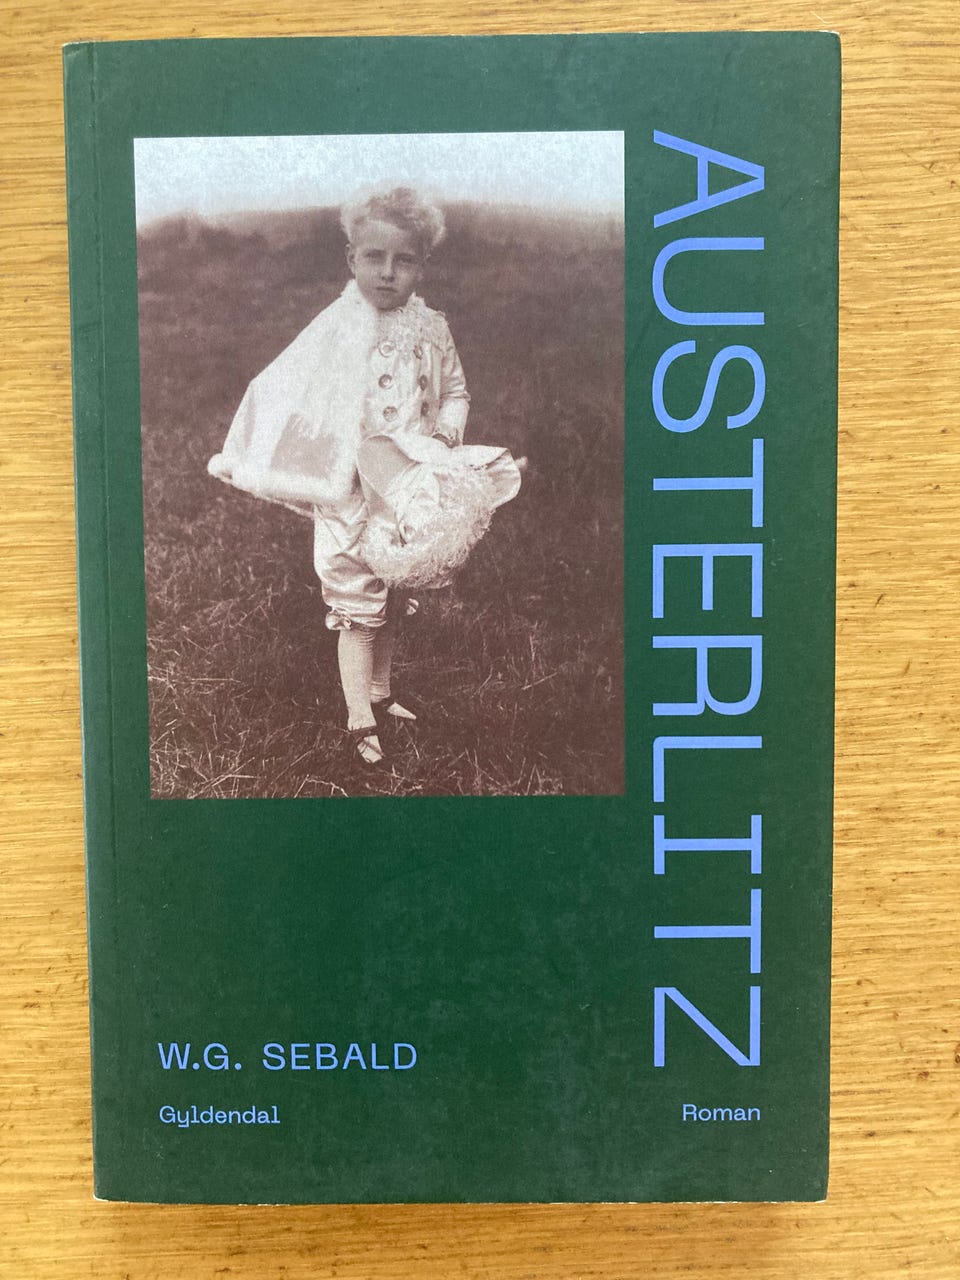 AUSTERLITZ
W.G. SEBALD
Gyldendal
Roman